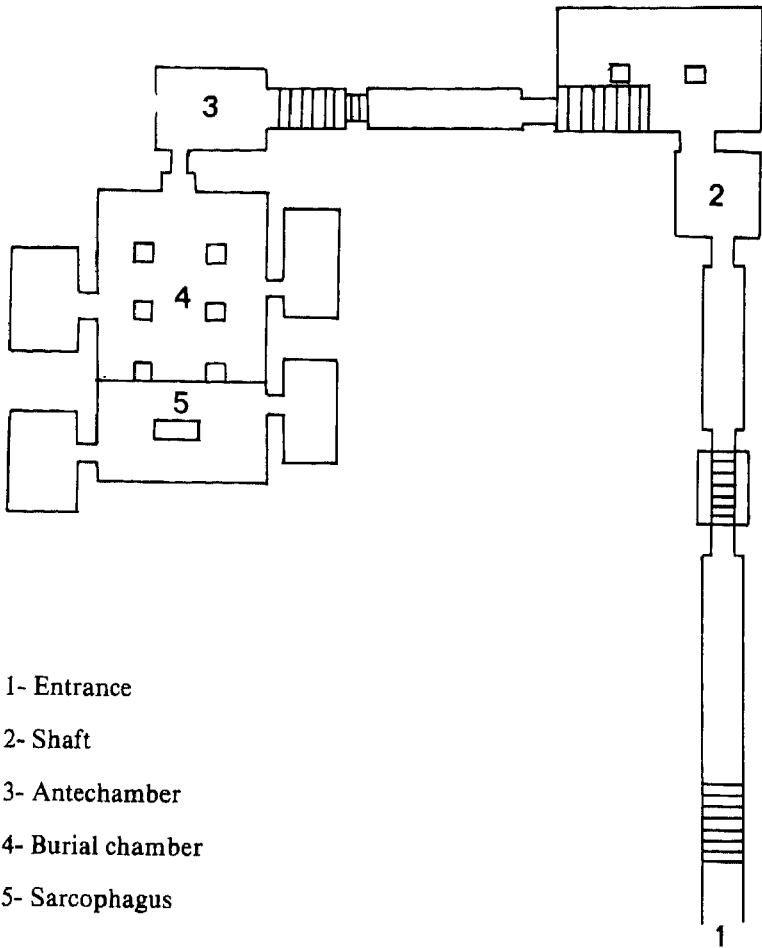 3
2
4
5
1- Entrance
2- Shaft
3- Antechamber
4- Burial chamber
5- Sarcophagus
1